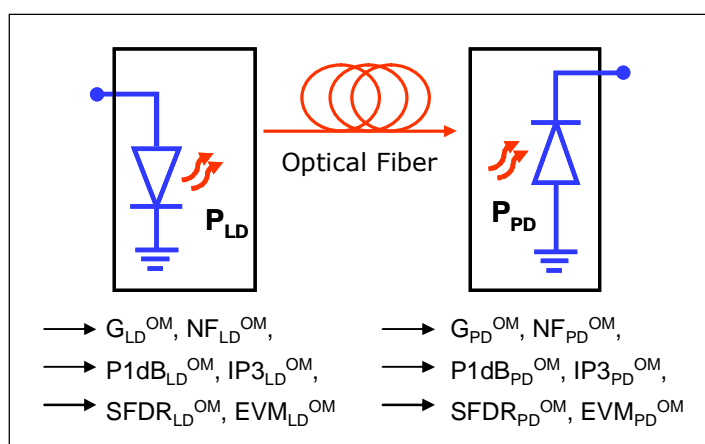 Optical Fiber
P_LD
P_PD
G_LD^OM, NF_LD^OM,
P1dB_LD^OM, IP3_LD^OM,
SFDR_LD^OM, EVM_LD^OM
G_PD^OM, NF_PD^OM,
P1dB_PD^OM, IP3_PD^OM,
SFDR_PD^OM, EVM_PD^OM